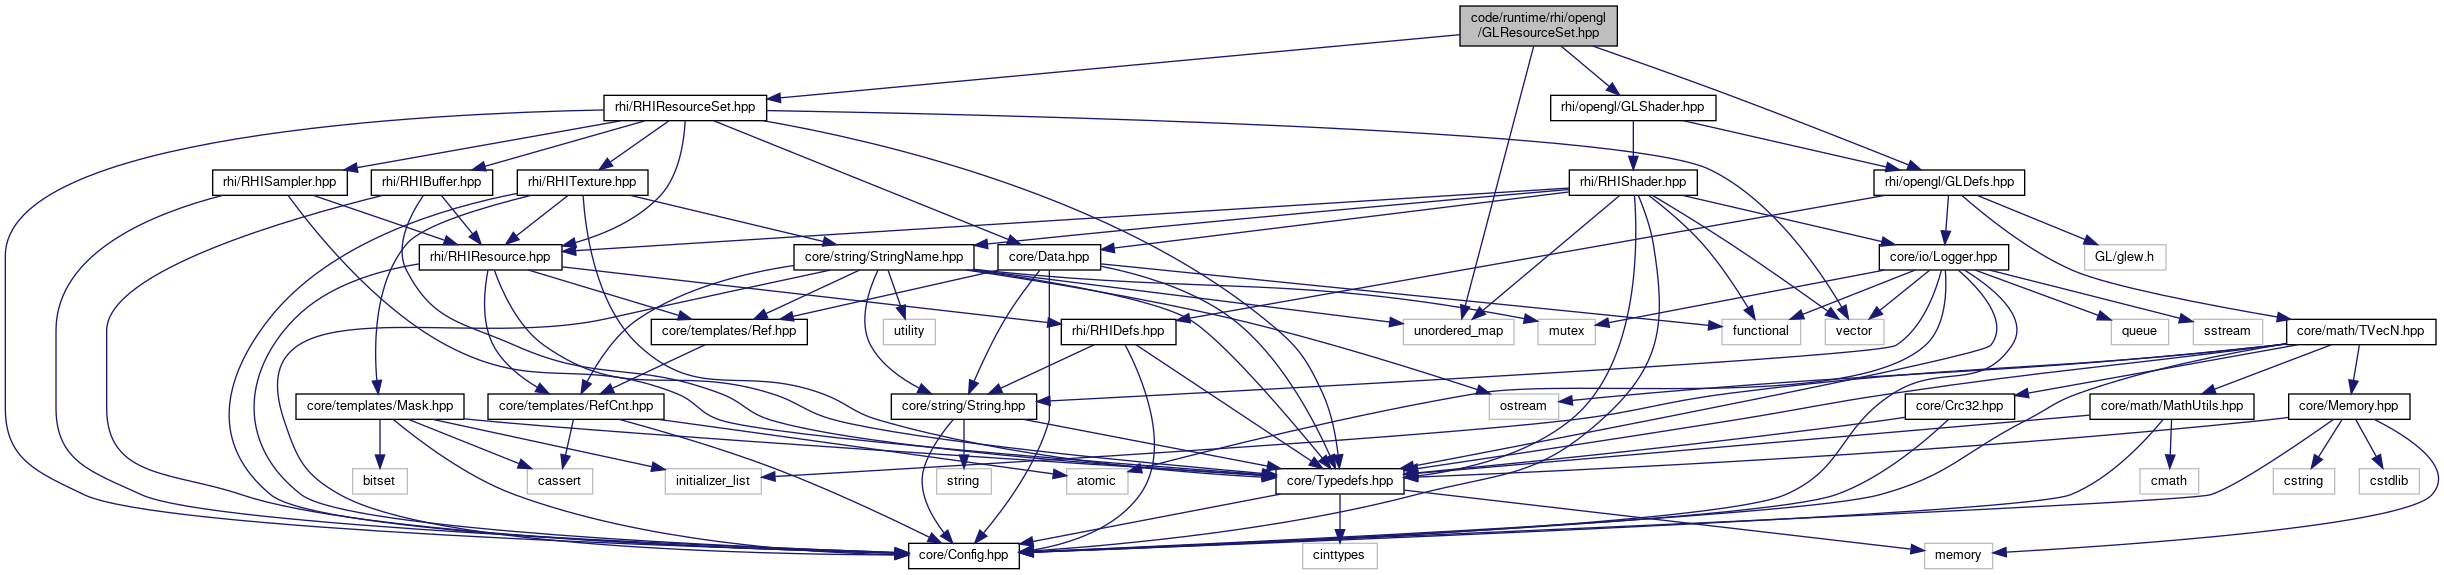 code/runtime/rhi/opengl
/GLResourceSet.hpp
rhi/RHIResourceSet.hpp
rhi/opengl/GLShader.hpp
rhi/RHISampler.hpp
rhi/RHIBuffer.hpp
rhi/RHITexture.hpp
rhi/RHIShader.hpp
rhi/opengl/GLDefs.hpp
rhi/RHIResource.hpp
core/string/StringName.hpp
core/Data.hpp
core/io/Logger.hpp
GL/glew.h
core/templates/Ref.hpp
utility
rhi/RHIDefs.hpp
unordered_map
mutex
functional
vector
queue
sstream
core/math/TVecN.hpp
core/templates/Mask.hpp
core/templates/RefCnt.hpp
core/string/String.hpp
ostream
core/Crc32.hpp
core/math/MathUtils.hpp
core/Memory.hpp
bitset
cassert
initializer_list
string
atomic
core/Typedefs.hpp
cmath
cstring
cstdlib
core/Config.hpp
cinttypes
memory